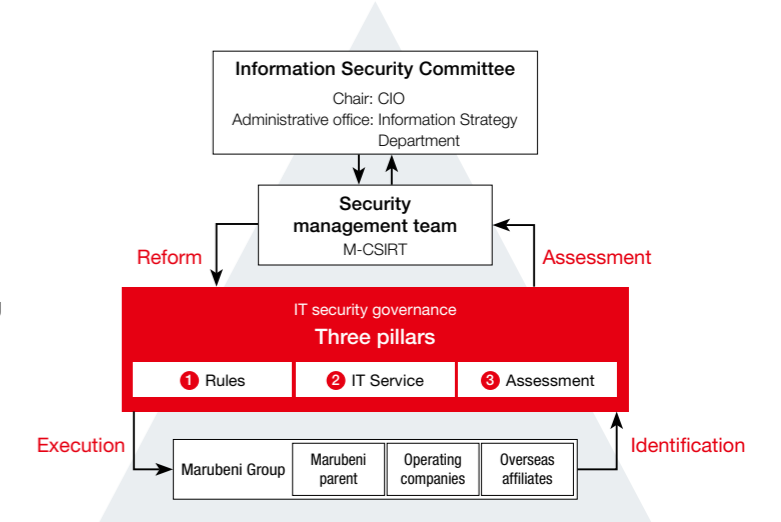 Information Security Committee
Chair: CIO
Administrative office: Information Strategy
Department
Security
management team
M-CSIRT
Reform
Assessment
IT security governance
Three pillars
1 Rules
2 IT Service
3 Assessment
Execution
Identification
Marubeni Group
Marubeni
parent
Operating
companies
Overseas
affiliates